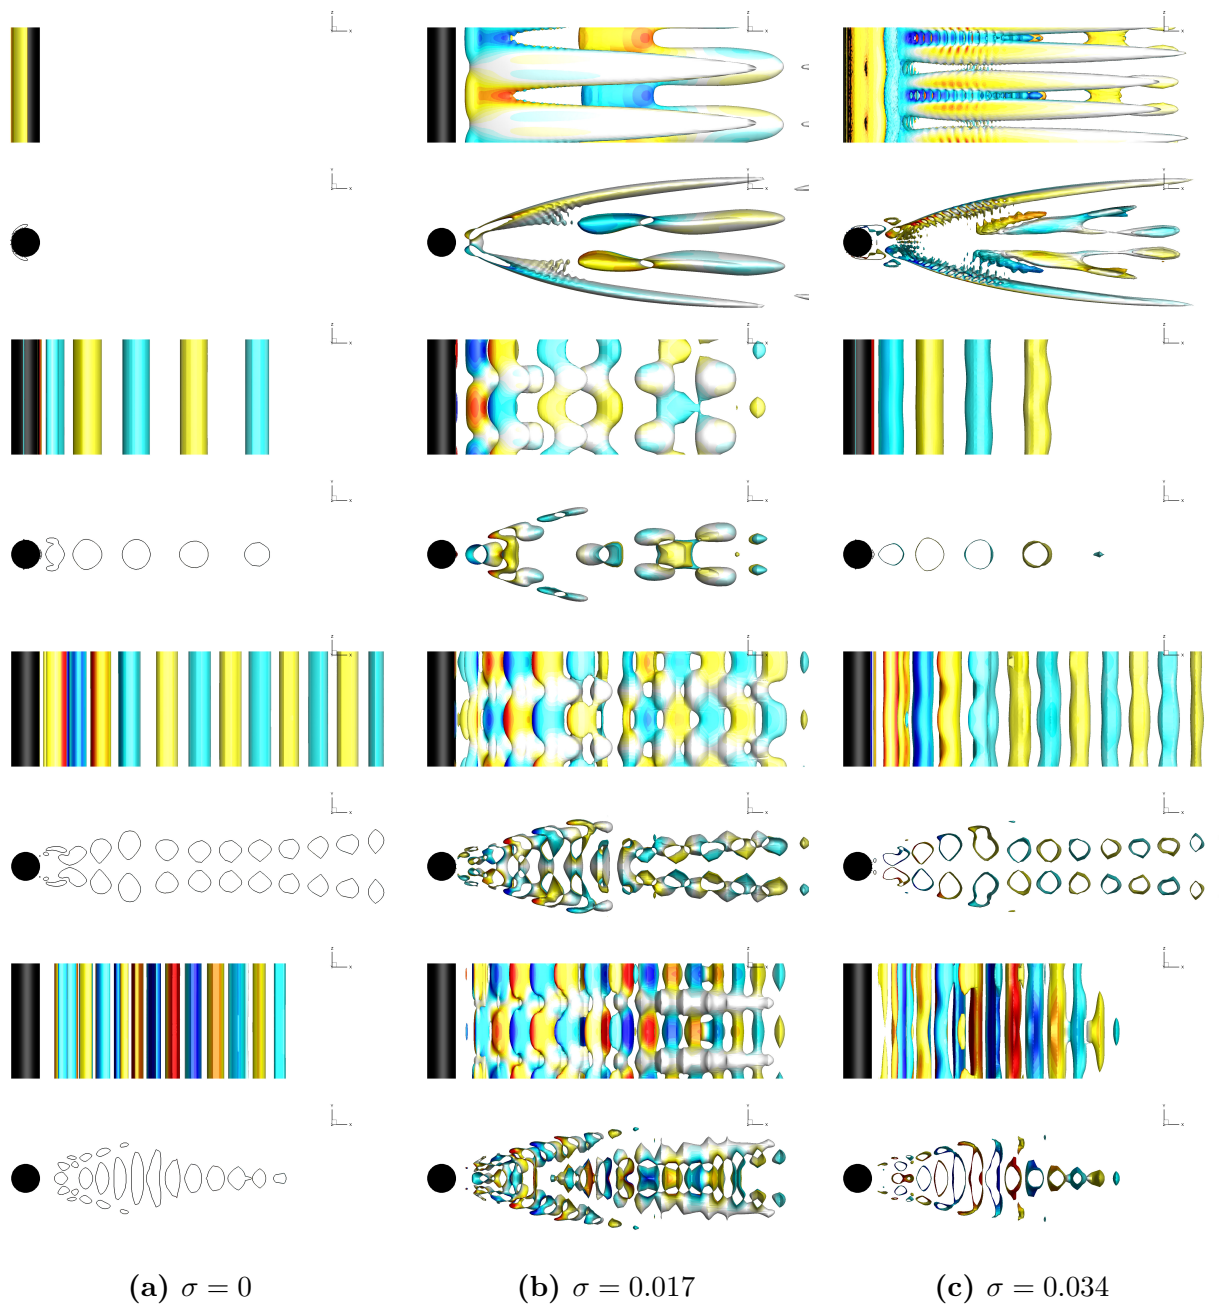 (a) σ = 0
(b) σ = 0.017
(c) σ = 0.034